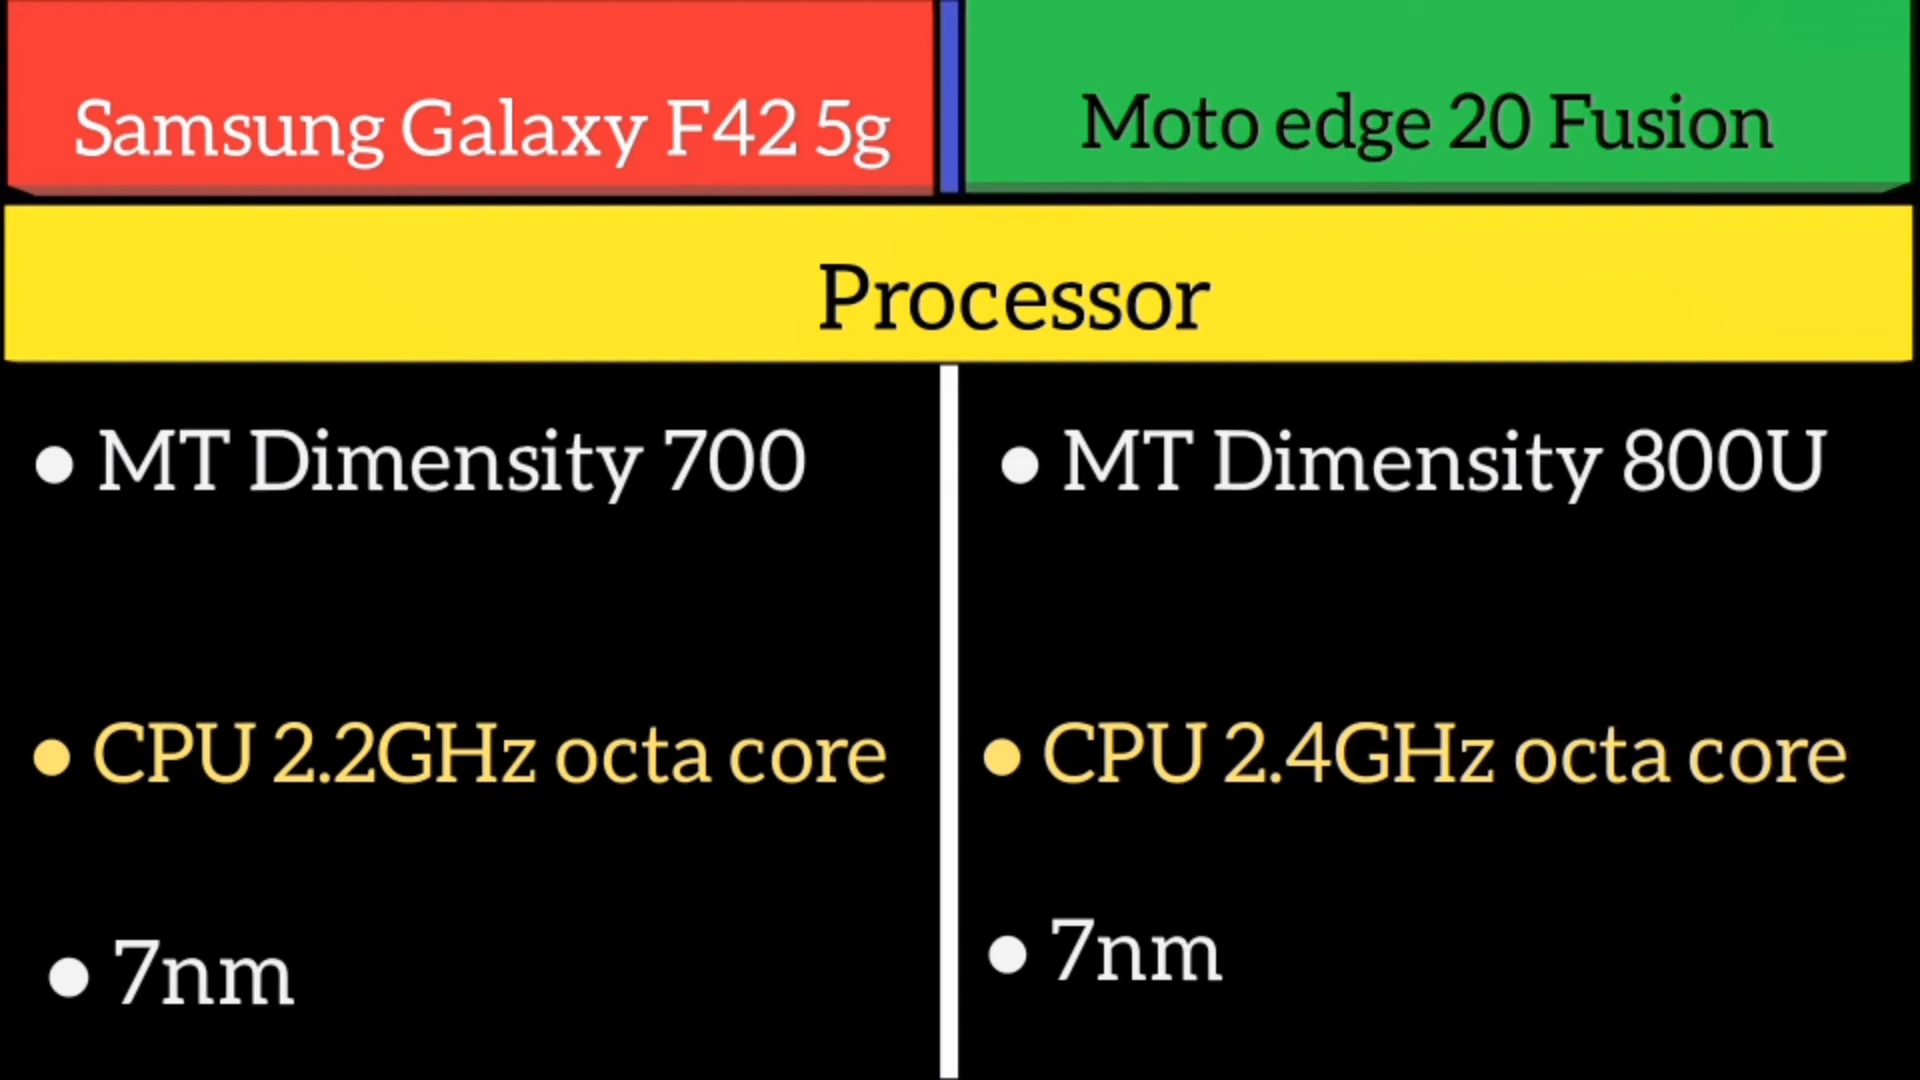 Samsung Galaxy F42 5g
Moto edge 20 Fusion
Processor
• MT Dimensity 700
• MT Dimensity 800U
• CPU 2.2GHz octa core
• CPU 2.4GHz octa core
• 7nm
• 7nm